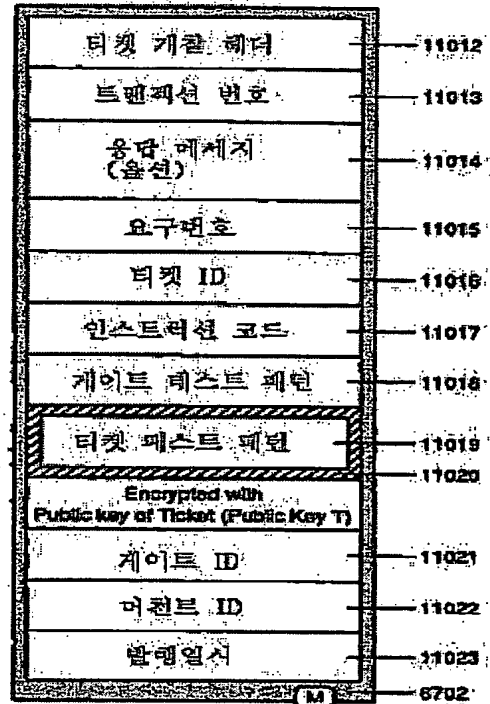 티켓 개찰 헤더
11012
트랜잭션 번호
11013
응답 메세지
(옵션)
11014
요구번호
11015
티켓 ID
11016
인스트럭션 코드
11017
게이트 테스트 패턴
11018
티켓 테스트 패턴
11019
11020
Encrypted with
Public key of Ticket (Public Key T)
게이트 ID
11021
머천트 ID
11022
발행일시
11023
M
6702